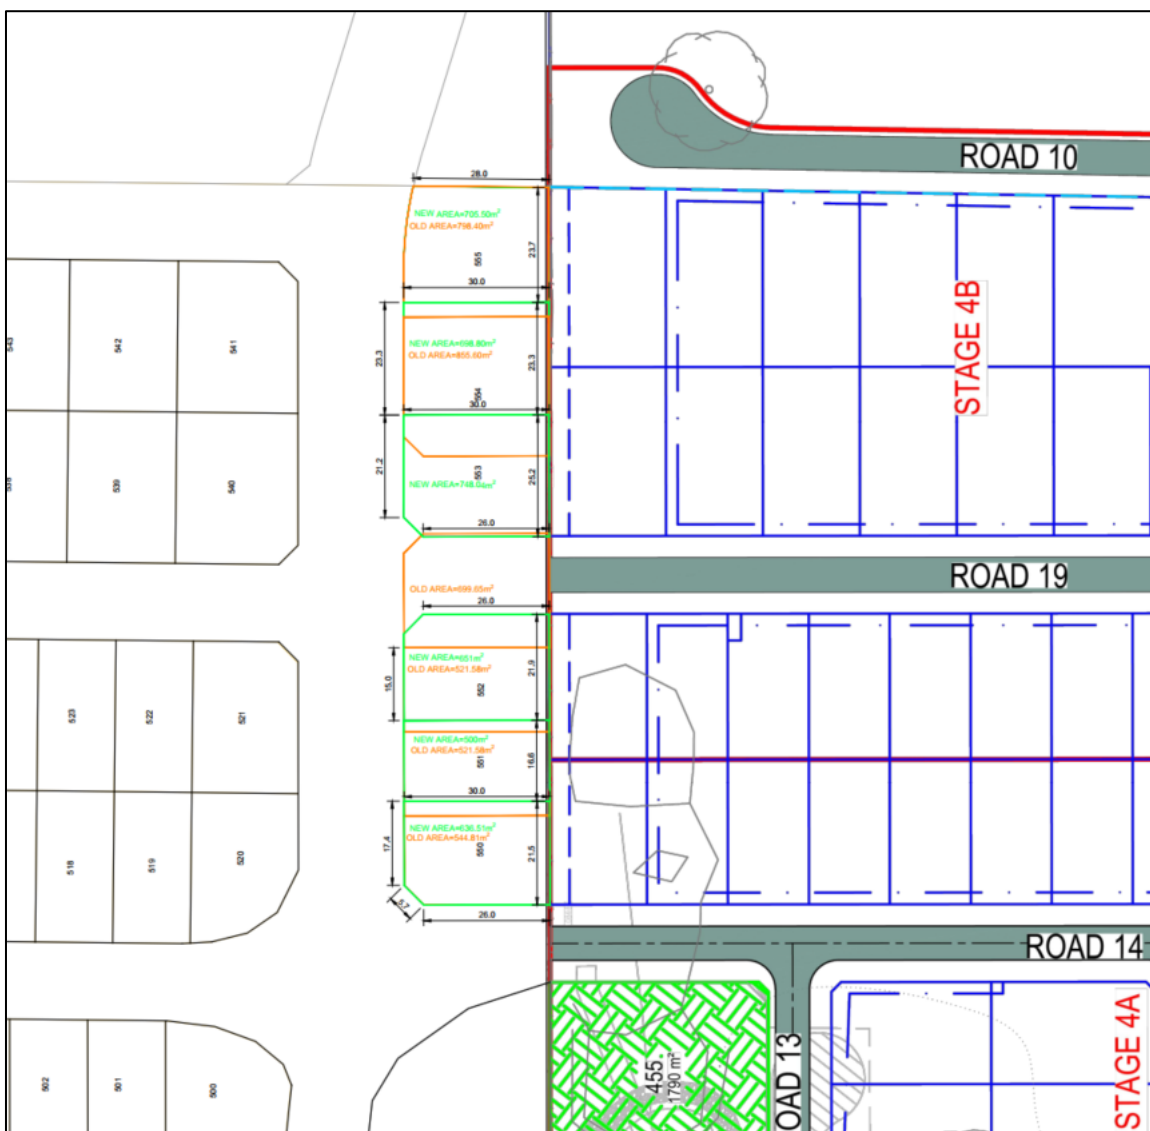 ROAD 10
28.0
NEW AREA=705.50m²
OLD AREA=798.40m²
555
23.7
30.0
543
542
541
23.3
NEW AREA=698.80m²
OLD AREA=855.60m²
554
23.3
30.0
STAGE 4B
21.2
553
25.2
NEW AREA=748.04m²
539
540
26.0
ROAD 19
OLD AREA=699.65m²
26.0
NEW AREA=651m²
OLD AREA=521.58m²
552
21.9
15.0
523
522
521
NEW AREA=500m²
OLD AREA=521.58m²
551
16.6
30.0
NEW AREA=636.51m²
OLD AREA=544.81m²
550
21.5
17.4
518
519
520
5.7
26.0
ROAD 14
455
1790 m²
OAD 13
STAGE 4A
502
501
500